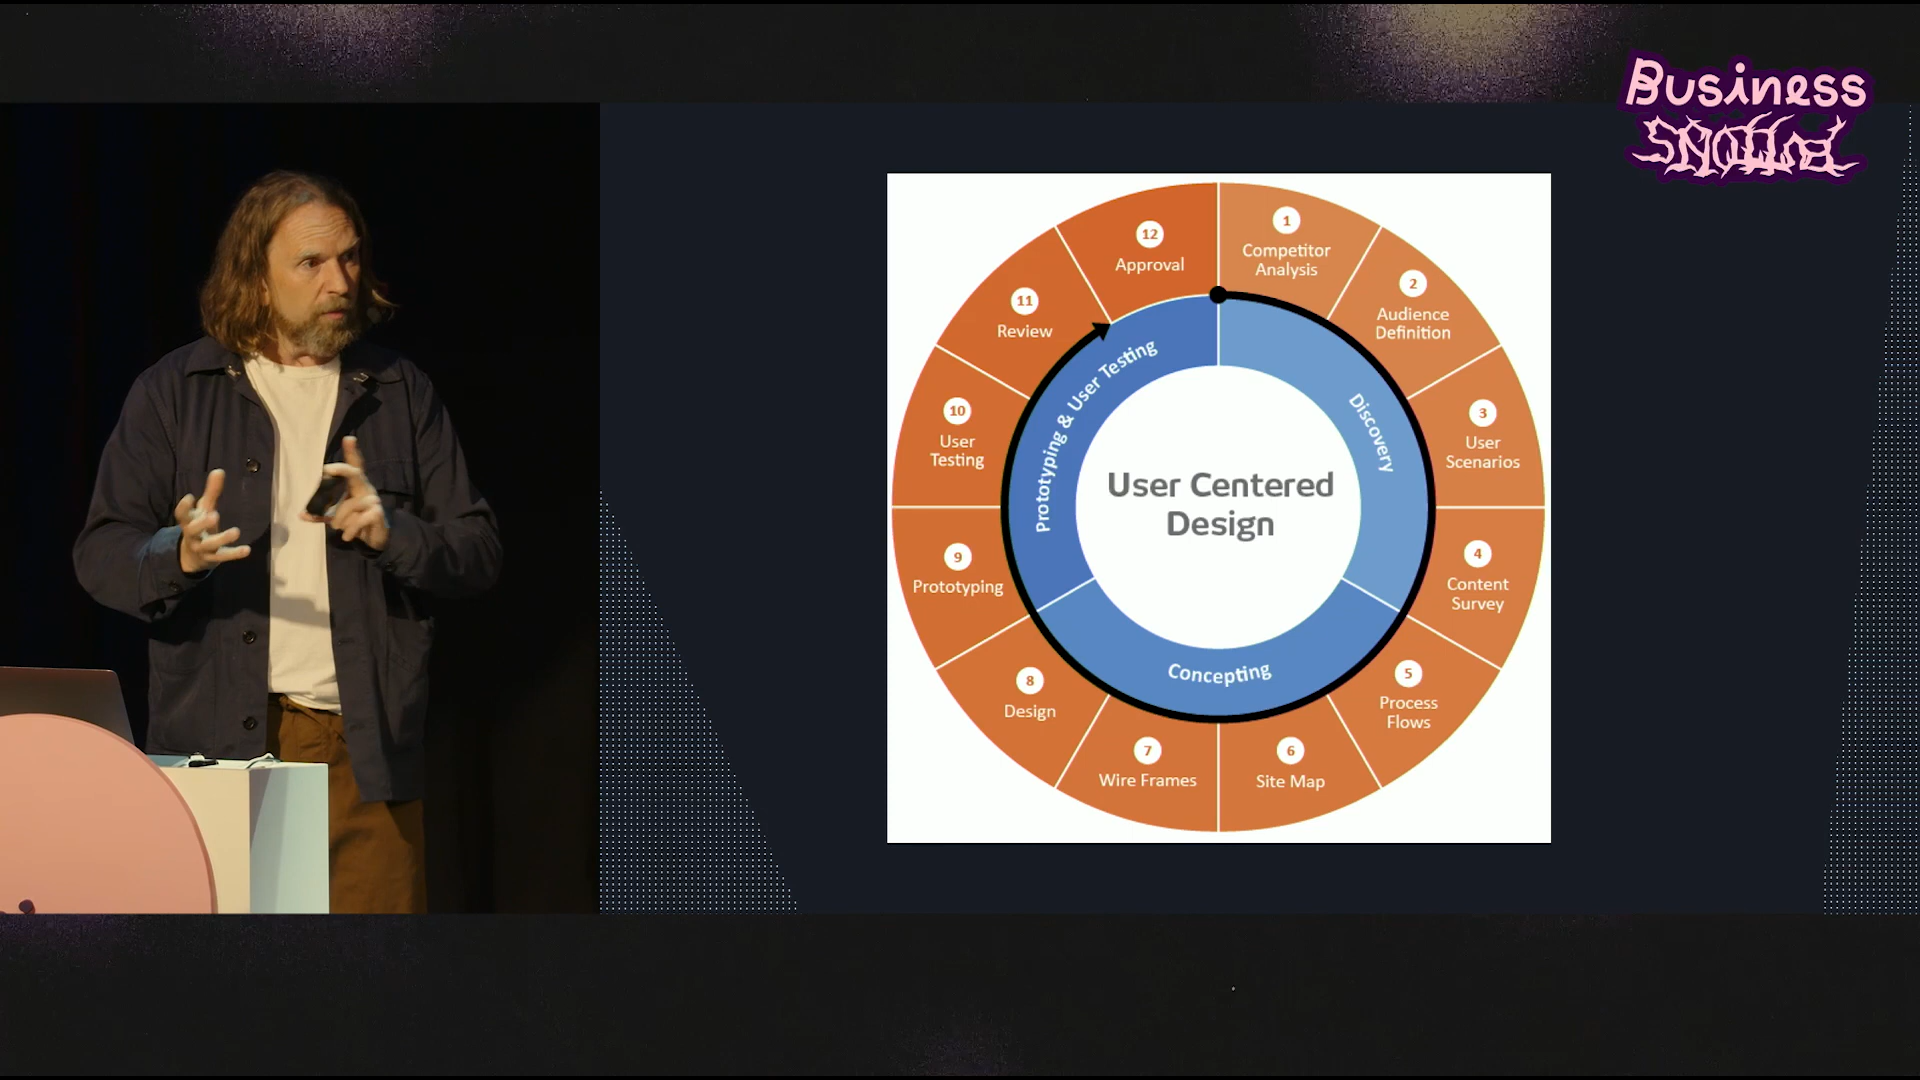 Business
12
Approval
1
Competitor
Analysis
2
Audience
Definition
3
User
Scenarios
4
Content
Survey
5
Process
Flows
6
Site Map
7
Wire Frames
8
Design
9
Prototyping
10
User
Testing
11
Review
Discovery
Concepting
Prototyping & User Testing
User Centered
Design